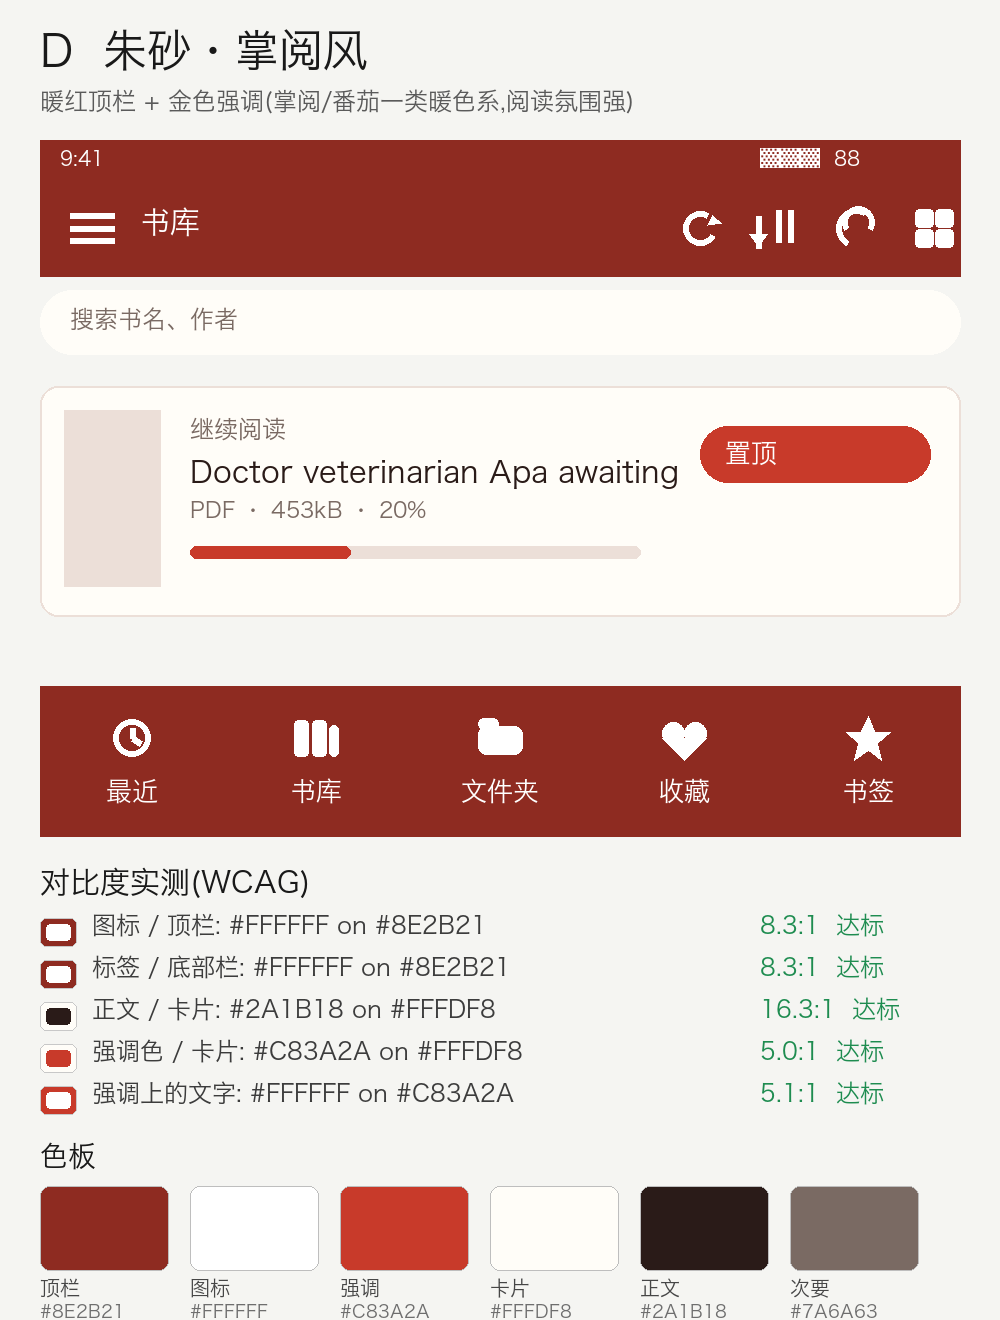 D 朱砂·掌阅风
暖红顶栏 + 金色强调(掌阅/番茄一类暖色系,阅读氛围强)
9:41 88
书库
搜索书名、作者
继续阅读
Doctor veterinarian Apa awaiting 置顶
PDF · 453kB · 20%
最近 书库 文件夹 收藏 书签
对比度实测(WCAG)
图标 / 顶栏: #FFFFFF on #8E2B21 8.3:1 达标
标签 / 底部栏: #FFFFFF on #8E2B21 8.3:1 达标
正文 / 卡片: #2A1B18 on #FFFDF8 16.3:1 达标
强调色 / 卡片: #C83A2A on #FFFDF8 5.0:1 达标
强调上的文字: #FFFFFF on #C83A2A 5.1:1 达标
色板
顶栏 图标 强调 卡片 正文 次要
#8E2B21 #FFFFFF #C83A2A #FFFDF8 #2A1B18 #7A6A63